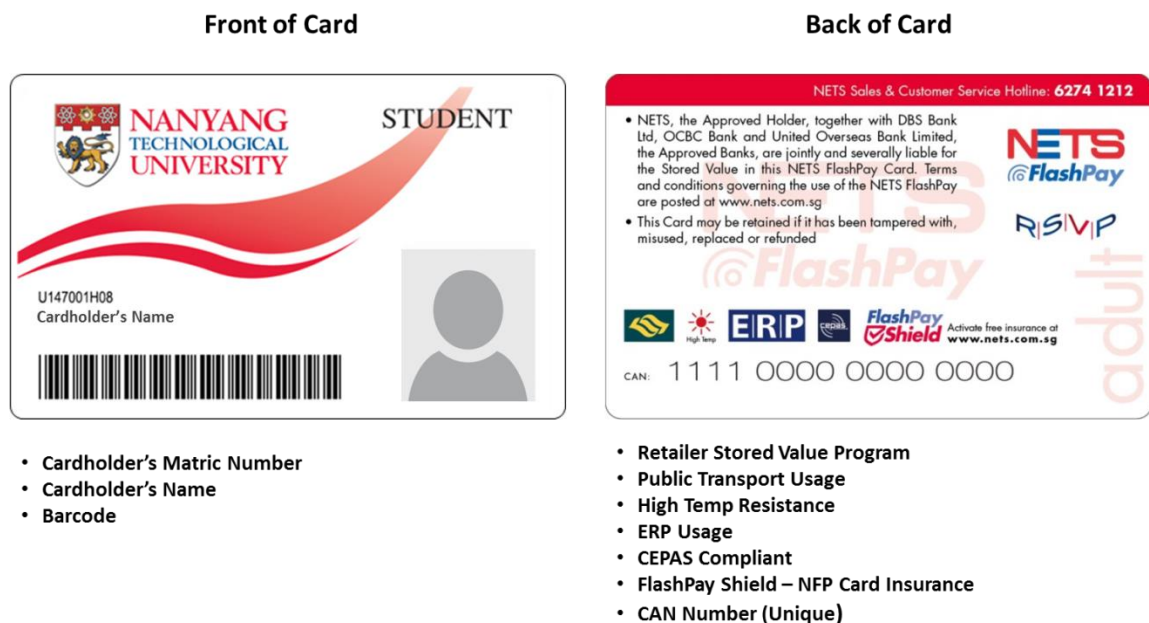 Front of Card
NANYANG
TECHNOLOGICAL
UNIVERSITY
STUDENT
U147001H08
Cardholder's Name
• Cardholder's Matric Number
• Cardholder's Name
• Barcode
Back of Card
NETS Sales & Customer Service Hotline: 6274 1212
• NETS, the Approved Holder, together with DBS Bank
Ltd, OCBC Bank and United Overseas Bank Limited,
the Approved Banks, are jointly and severally liable for
the Stored Value in this NETS FlashPay Card. Terms
and conditions governing the use of the NETS FlashPay
are posted at www.nets.com.sg
• This Card may be retained if it has been tampered with,
misused, replaced or refunded
NETS
FlashPay
R|S|V|P
NETS
FlashPay
adult
High Temp
ERP
cepas
FlashPay
Shield
Activate free insurance at
www.nets.com.sg
CAN: 1111 0000 0000 0000
• Retailer Stored Value Program
• Public Transport Usage
• High Temp Resistance
• ERP Usage
• CEPAS Compliant
• FlashPay Shield – NFP Card Insurance
• CAN Number (Unique)